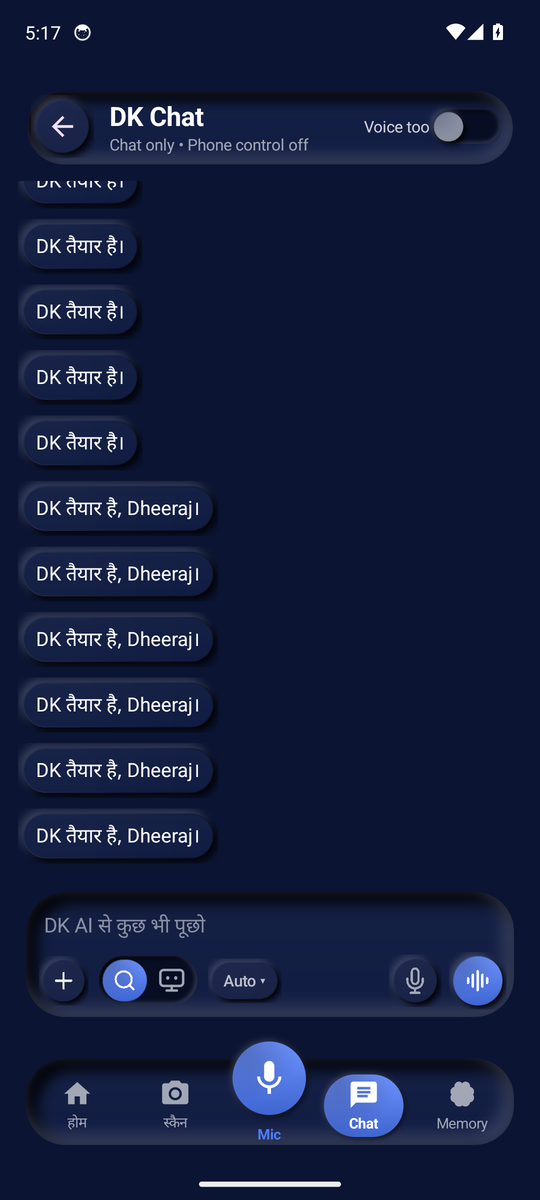 5:17
DK Chat
Chat only • Phone control off
Voice too
DK तैयार है।
DK तैयार है।
DK तैयार है।
DK तैयार है।
DK तैयार है।
DK तैयार है, Dheeraj।
DK तैयार है, Dheeraj।
DK तैयार है, Dheeraj।
DK तैयार है, Dheeraj।
DK तैयार है, Dheeraj।
DK तैयार है, Dheeraj।
DK AI से कुछ भी पूछो
Auto
होम
स्कैन
Mic
Chat
Memory